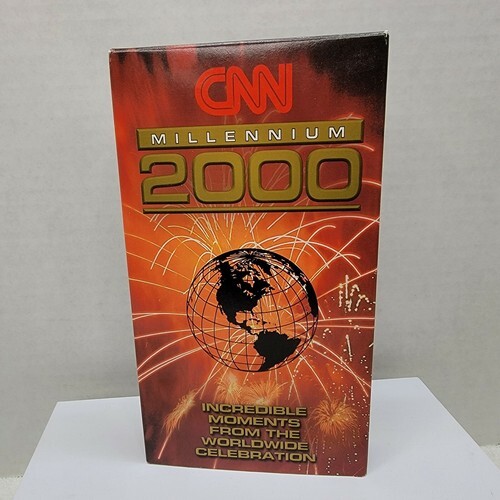 CNN
MILLENNIUM
2000
INCREDIBLE
MOMENTS
FROM THE
WORLDWIDE
CELEBRATION